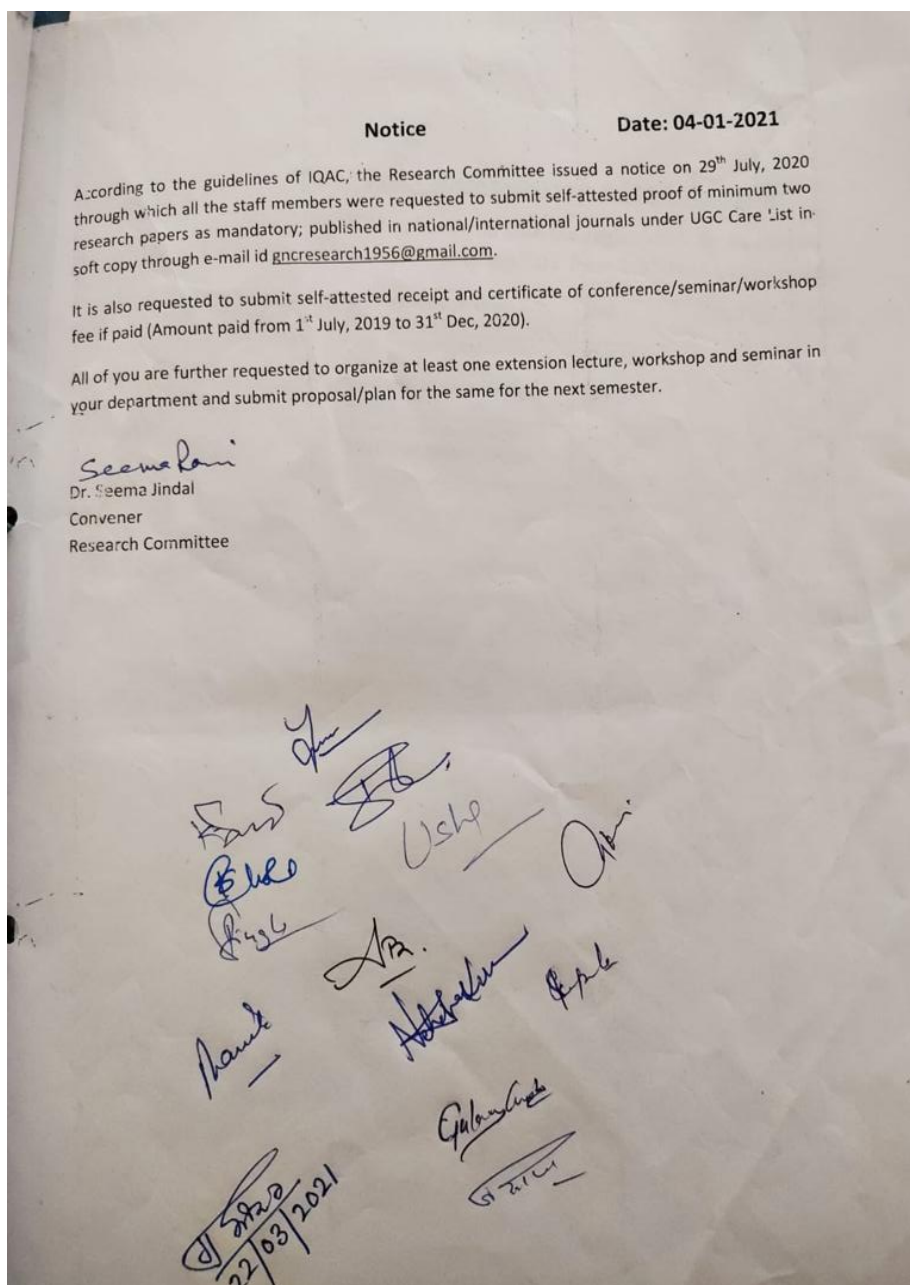 Notice Date: 04-01-2021
According to the guidelines of IQAC, the Research Committee issued a notice on 29th July, 2020
through which all the staff members were requested to submit self-attested proof of minimum two
research papers as mandatory; published in national/international journals under UGC Care List in
soft copy through e-mail id gncresearch1956@gmail.com.
It is also requested to submit self-attested receipt and certificate of conference/seminar/workshop
fee if paid (Amount paid from 1st July, 2019 to 31st Dec, 2020).
All of you are further requested to organize at least one extension lecture, workshop and seminar in
your department and submit proposal/plan for the same for the next semester.
Seema Rani
Dr. Seema Jindal
Convener
Research Committee
Usha
22/03/2021